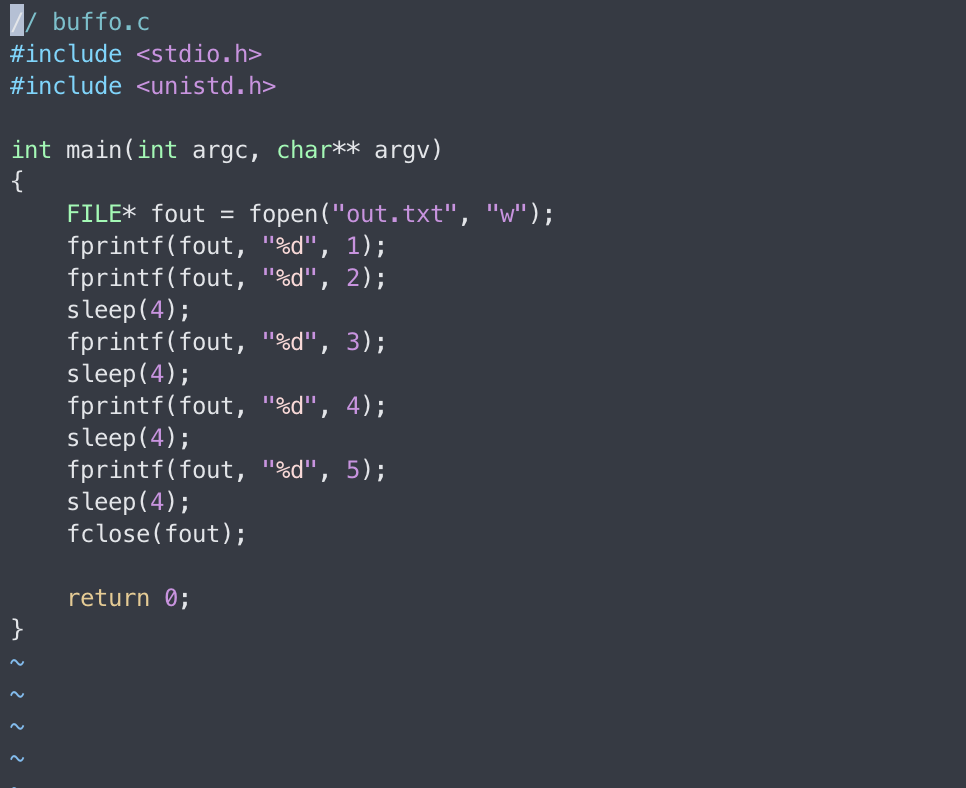 // buffo.c
#include <stdio.h>
#include <unistd.h>
int main(int argc, char** argv)
{
    FILE* fout = fopen("out.txt", "w");
    fprintf(fout, "%d", 1);
    fprintf(fout, "%d", 2);
    sleep(4);
    fprintf(fout, "%d", 3);
    sleep(4);
    fprintf(fout, "%d", 4);
    sleep(4);
    fprintf(fout, "%d", 5);
    sleep(4);
    fclose(fout);
    return 0;
}
~
~
~
~